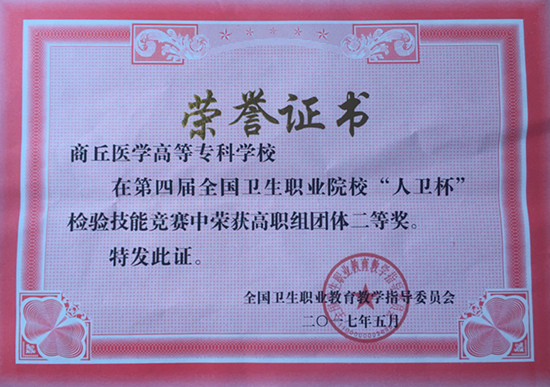 荣誉证书
商丘医学高等专科学校
在第四届全国卫生职业院校“人卫杯”
检验技能竞赛中荣获高职组团体二等奖。
特发此证。
全国卫生职业教育教学指导委员会
二〇一七年五月